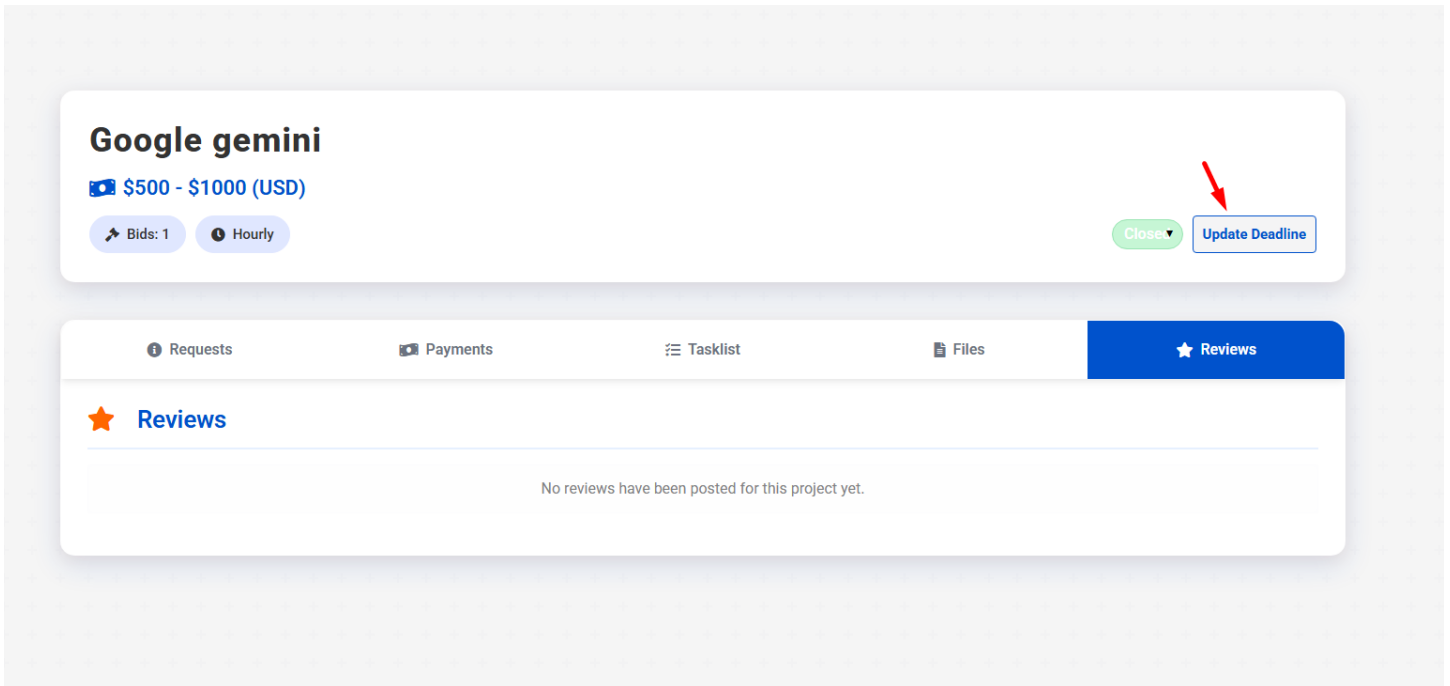 Google gemini
$500 - $1000 (USD)
Bids: 1 Hourly Closed Update Deadline
Requests Payments Tasklist Files Reviews
Reviews
No reviews have been posted for this project yet.